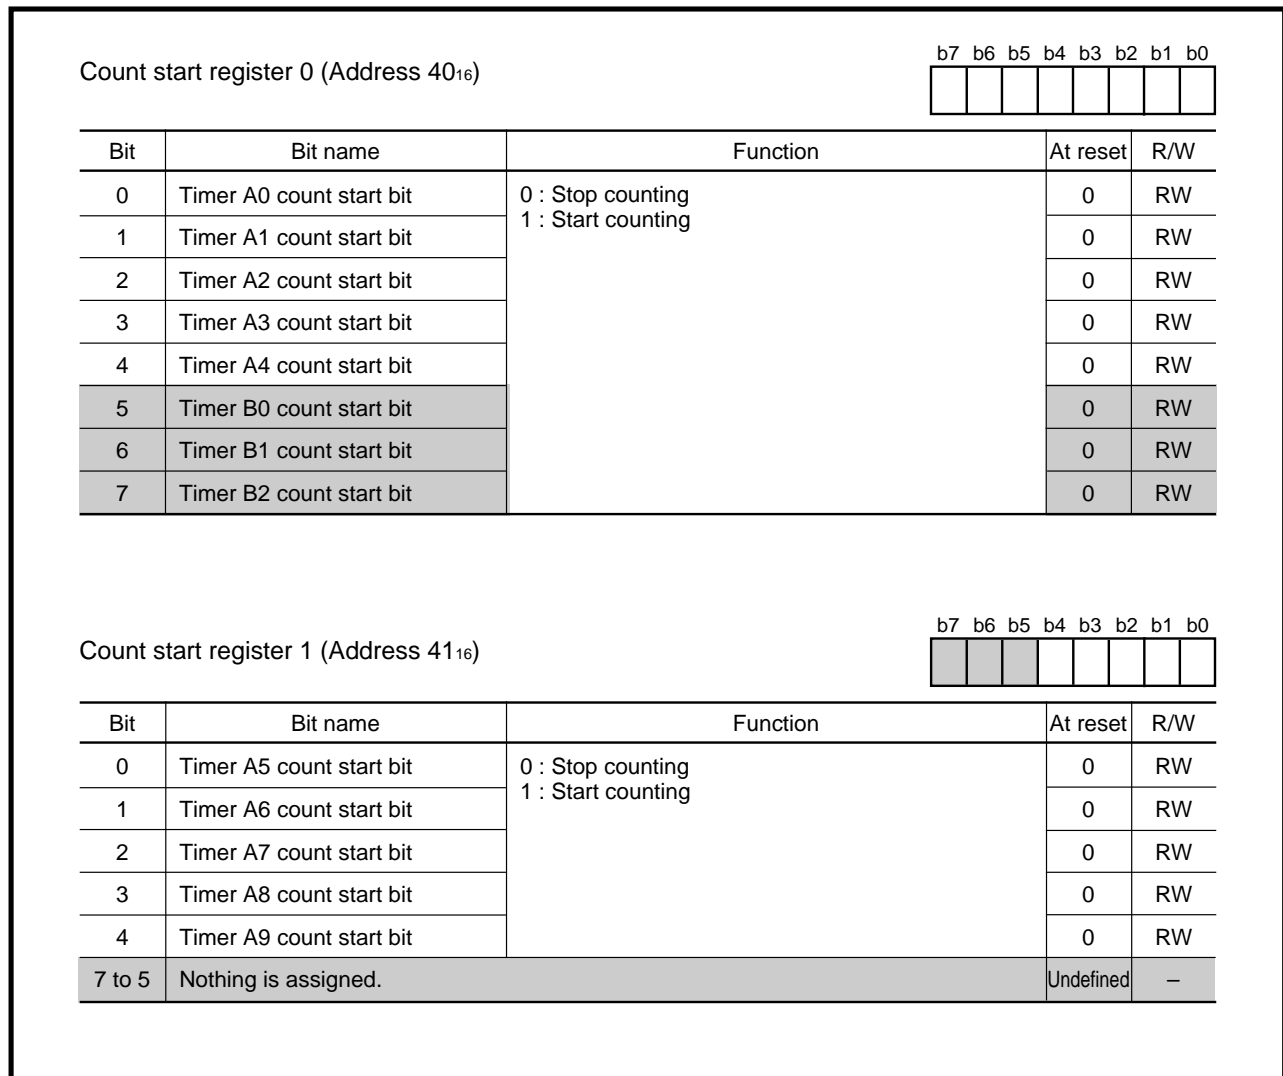 b7 b6 b5 b4 b3 b2 b1 b0
Count start register 0 (Address 40₁₆)
Bit Bit name Function At reset R/W
0 Timer A0 count start bit 0 : Stop counting 0 RW
1 : Start counting
1 Timer A1 count start bit 0 RW
2 Timer A2 count start bit 0 RW
3 Timer A3 count start bit 0 RW
4 Timer A4 count start bit 0 RW
5 Timer B0 count start bit 0 RW
6 Timer B1 count start bit 0 RW
7 Timer B2 count start bit 0 RW
b7 b6 b5 b4 b3 b2 b1 b0
Count start register 1 (Address 41₁₆)
Bit Bit name Function At reset R/W
0 Timer A5 count start bit 0 : Stop counting 0 RW
1 : Start counting
1 Timer A6 count start bit 0 RW
2 Timer A7 count start bit 0 RW
3 Timer A8 count start bit 0 RW
4 Timer A9 count start bit 0 RW
7 to 5 Nothing is assigned. Undefined –